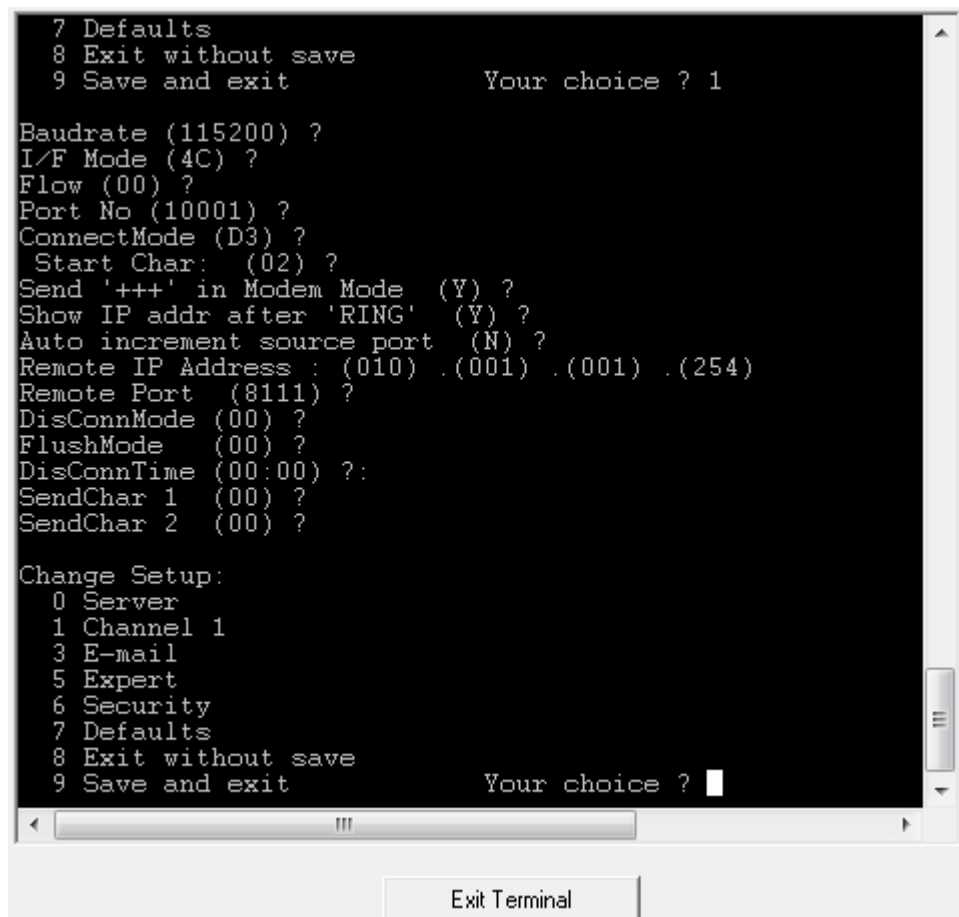 7 Defaults
8 Exit without save
9 Save and exit Your choice ? 1
Baudrate (115200) ?
I/F Mode (4C) ?
Flow (00) ?
Port No (10001) ?
ConnectMode (D3) ?
Start Char: (02) ?
Send '+++' in Modem Mode (Y) ?
Show IP addr after 'RING' (Y) ?
Auto increment source port (N) ?
Remote IP Address : (010) .(001) .(001) .(254)
Remote Port (8111) ?
DisConnMode (00) ?
FlushMode (00) ?
DisConnTime (00:00) ?:
SendChar 1 (00) ?
SendChar 2 (00) ?
Change Setup:
0 Server
1 Channel 1
3 E-mail
5 Expert
6 Security
7 Defaults
8 Exit without save
9 Save and exit Your choice ?
Exit Terminal